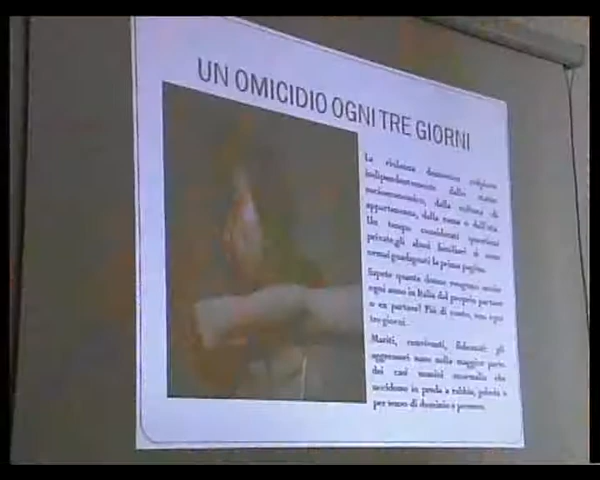 UN OMICIDIO OGNI TRE GIORNI
La violenza domestica colpisce
indipendentemente dallo status
socioeconomico, dalla cultura di
appartenenza, dalla razza o dall'età.
Un tempo considerati questioni
private, gli abusi familiari si sono
ormai guadagnati la prima pagina.
Sapete quante donne vengono uccise
ogni anno in Italia dal proprio partner
o ex partner? Più di cento, una ogni
tre giorni.
Mariti, conviventi, fidanzati: gli
aggressori sono nella maggior parte
dei casi uomini che
uccidono in preda a rabbia, gelosia o
per senso di dominio e possesso.